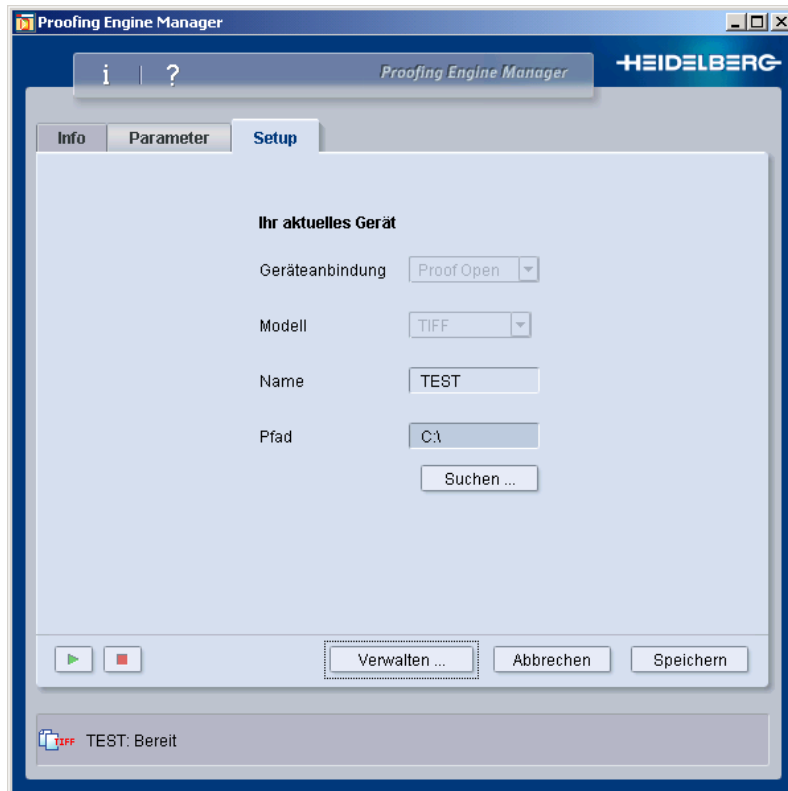 Proofing Engine Manager
i | ?
Proofing Engine Manager
HEIDELBERG
Info Parameter Setup
Ihr aktuelles Gerät
Geräteanbindung Proof Open
Modell TIFF
Name TEST
Pfad C:\
Suchen ...
Verwalten ... Abbrechen Speichern
TIFF TEST: Bereit